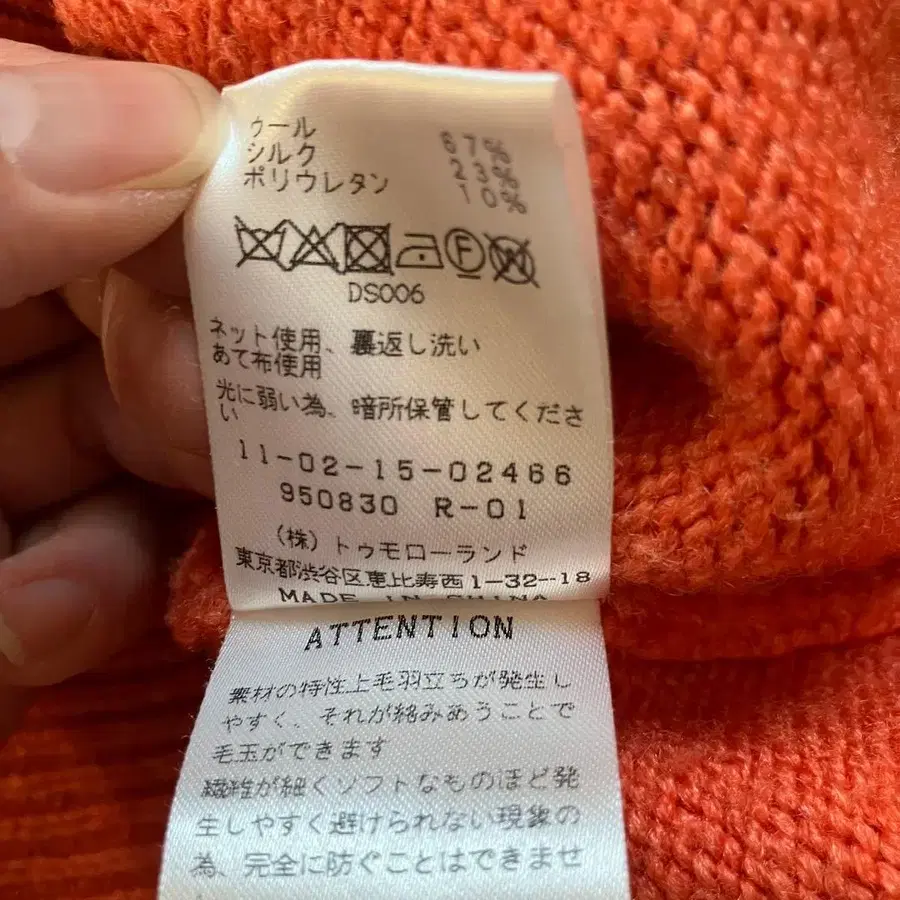 ウール 67%
シルク 23%
ポリウレタン 10%
F W
DS006
ネット使用、裏返し洗い
あて布使用
光に弱い為、暗所保管してくださ
い
11-02-15-02466
950830 R-01
(株)トゥモローランド
東京都渋谷区恵比寿西1-32-18
MADE IN CHINA
ATTENTION
素材の特性上毛羽立ちが発生し
やすく、それが絡みあうことで
毛玉ができます
繊維が細くソフトなものほど発
生しやすく避けられない現象の
為、完全に防ぐことはできませ